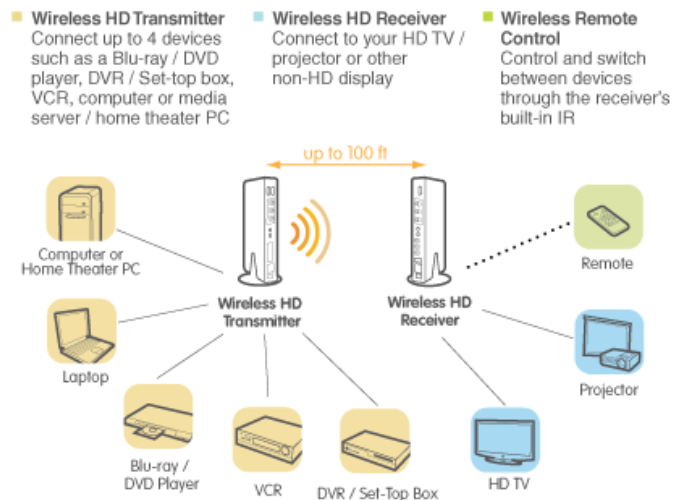 Wireless HD Transmitter
Connect up to 4 devices
such as a Blu-ray / DVD
player, DVR / Set-top box,
VCR, computer or media
server / home theater PC
Wireless HD Receiver
Connect to your HD TV /
projector or other
non-HD display
Wireless Remote
Control
Control and switch
between devices
through the receiver's
built-in IR
up to 100 ft
Computer or
Home Theater PC
Wireless HD
Transmitter
Wireless HD
Receiver
Remote
Laptop
Projector
Blu-ray /
DVD Player
VCR
DVR / Set-Top Box
HD TV